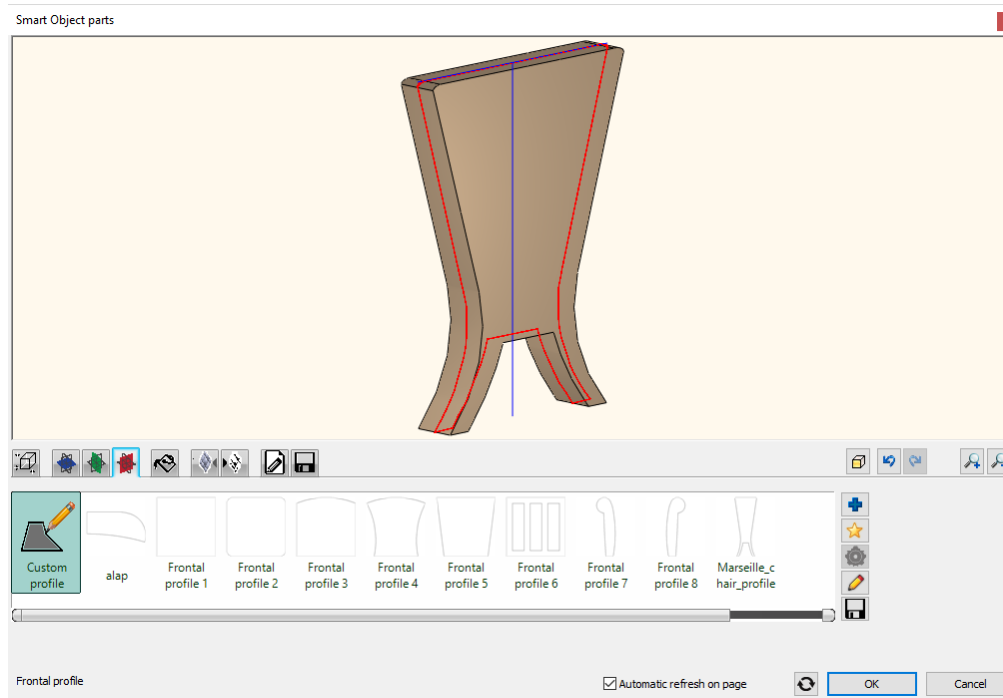 Smart Object parts
Custom
profile
alap
Frontal
profile 1
Frontal
profile 2
Frontal
profile 3
Frontal
profile 4
Frontal
profile 5
Frontal
profile 6
Frontal
profile 7
Frontal
profile 8
Marseille_c
hair_profile
Frontal profile
Automatic refresh on page
OK
Cancel